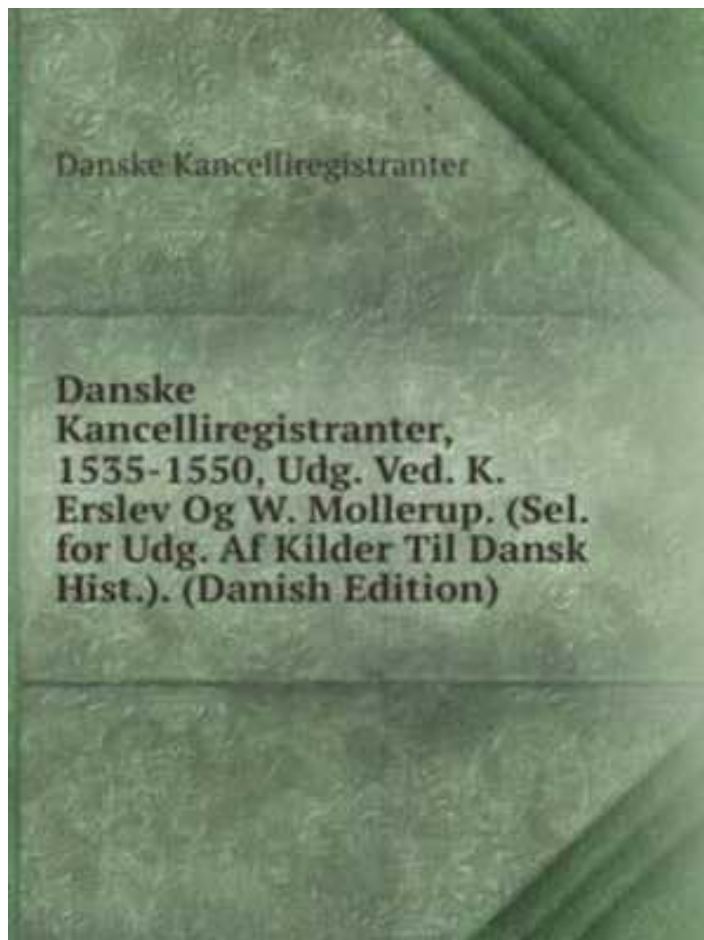 Danske Kancelliregistranter
Danske
Kancelliregistranter,
1535-1550, Udg. Ved. K.
Erslev Og W. Mollerup. (Sel.
for Udg. Af Kilder Til Dansk
Hist.). (Danish Edition)